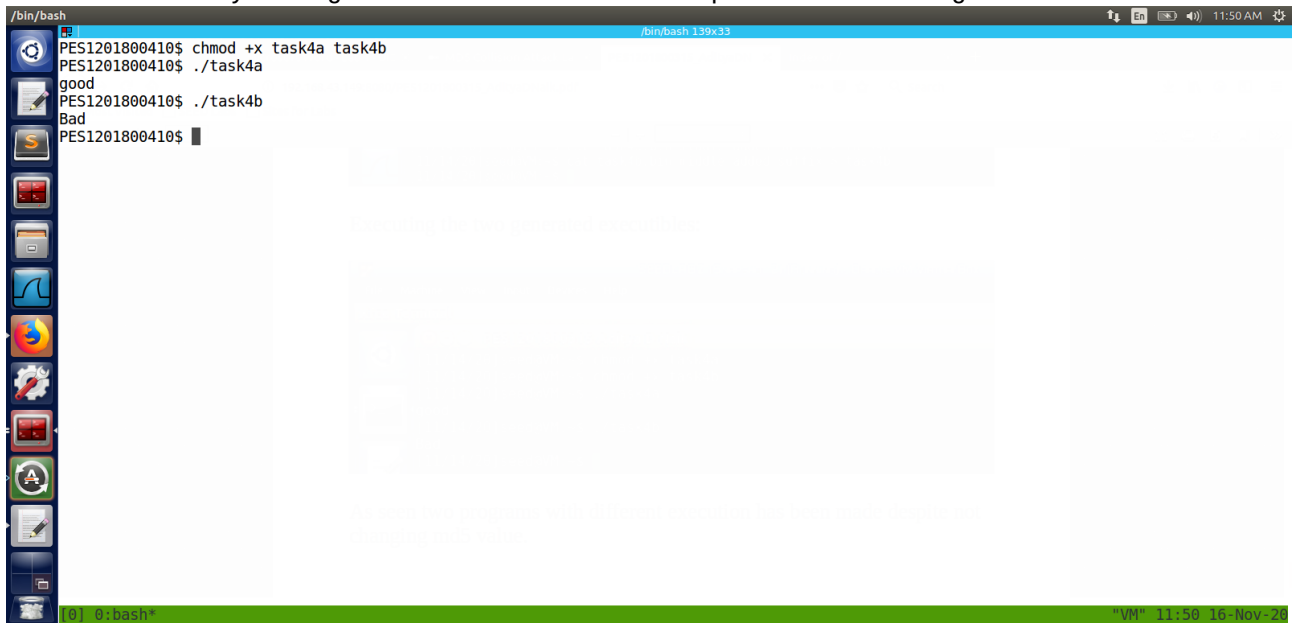 /bin/bash
En
11:50 AM
/bin/bash 139x33
PES1201800410$ chmod +x task4a task4b
PES1201800410$ ./task4a
good
PES1201800410$ ./task4b
Bad
PES1201800410$
[0] 0:bash*
"VM" 11:50 16-Nov-20